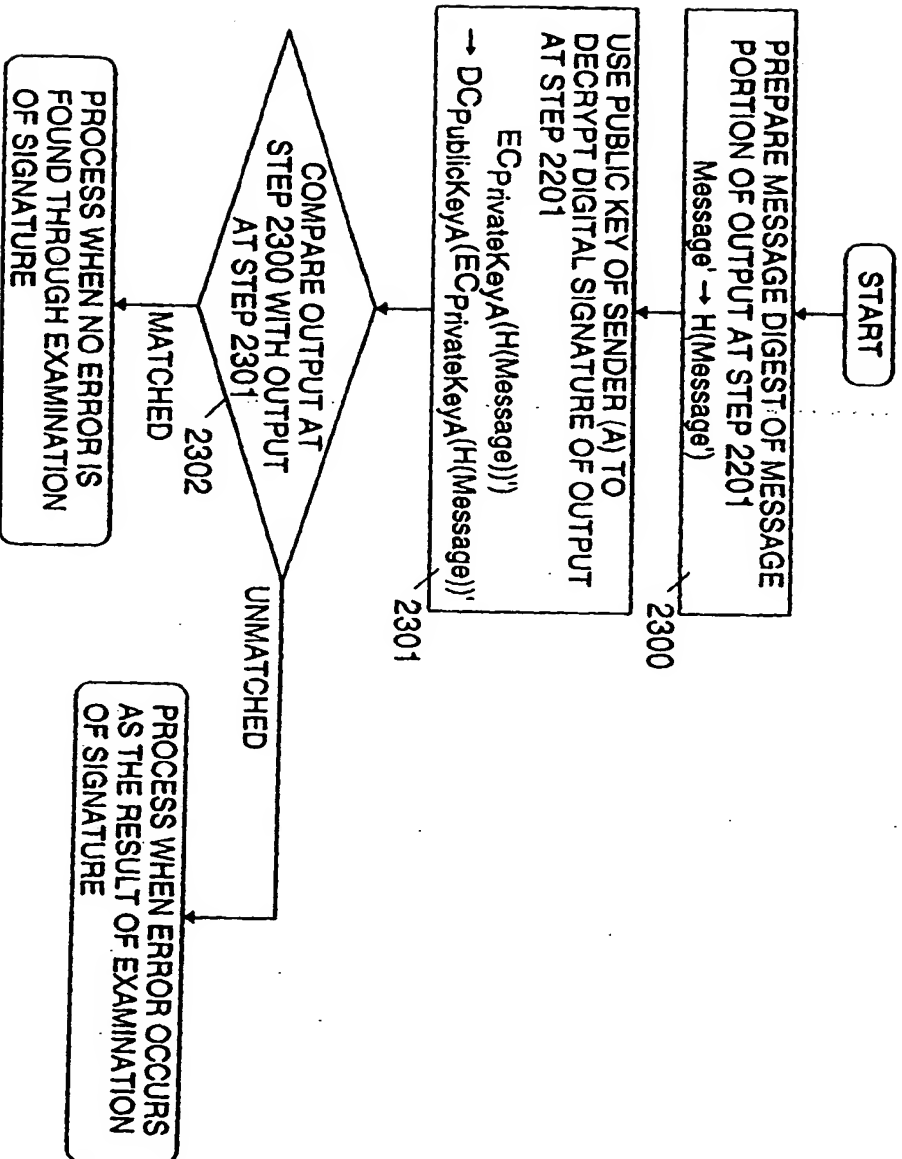 START
PREPARE MESSAGE DIGEST OF MESSAGE
PORTION OF OUTPUT AT STEP 2201
Message' → H(Message')
2300
USE PUBLIC KEY OF SENDER (A) TO
DECRYPT DIGITAL SIGNATURE OF OUTPUT
AT STEP 2201
ECPrivateKeyA(H(Message))')
→ DCPublicKeyA(ECPrivateKeyA(H(Message))'
2301
COMPARE OUTPUT AT
STEP 2300 WITH OUTPUT
AT STEP 2301
2302
UNMATCHED
MATCHED
PROCESS WHEN NO ERROR IS
FOUND THROUGH EXAMINATION
OF SIGNATURE
PROCESS WHEN ERROR OCCURS
AS THE RESULT OF EXAMINATION
OF SIGNATURE